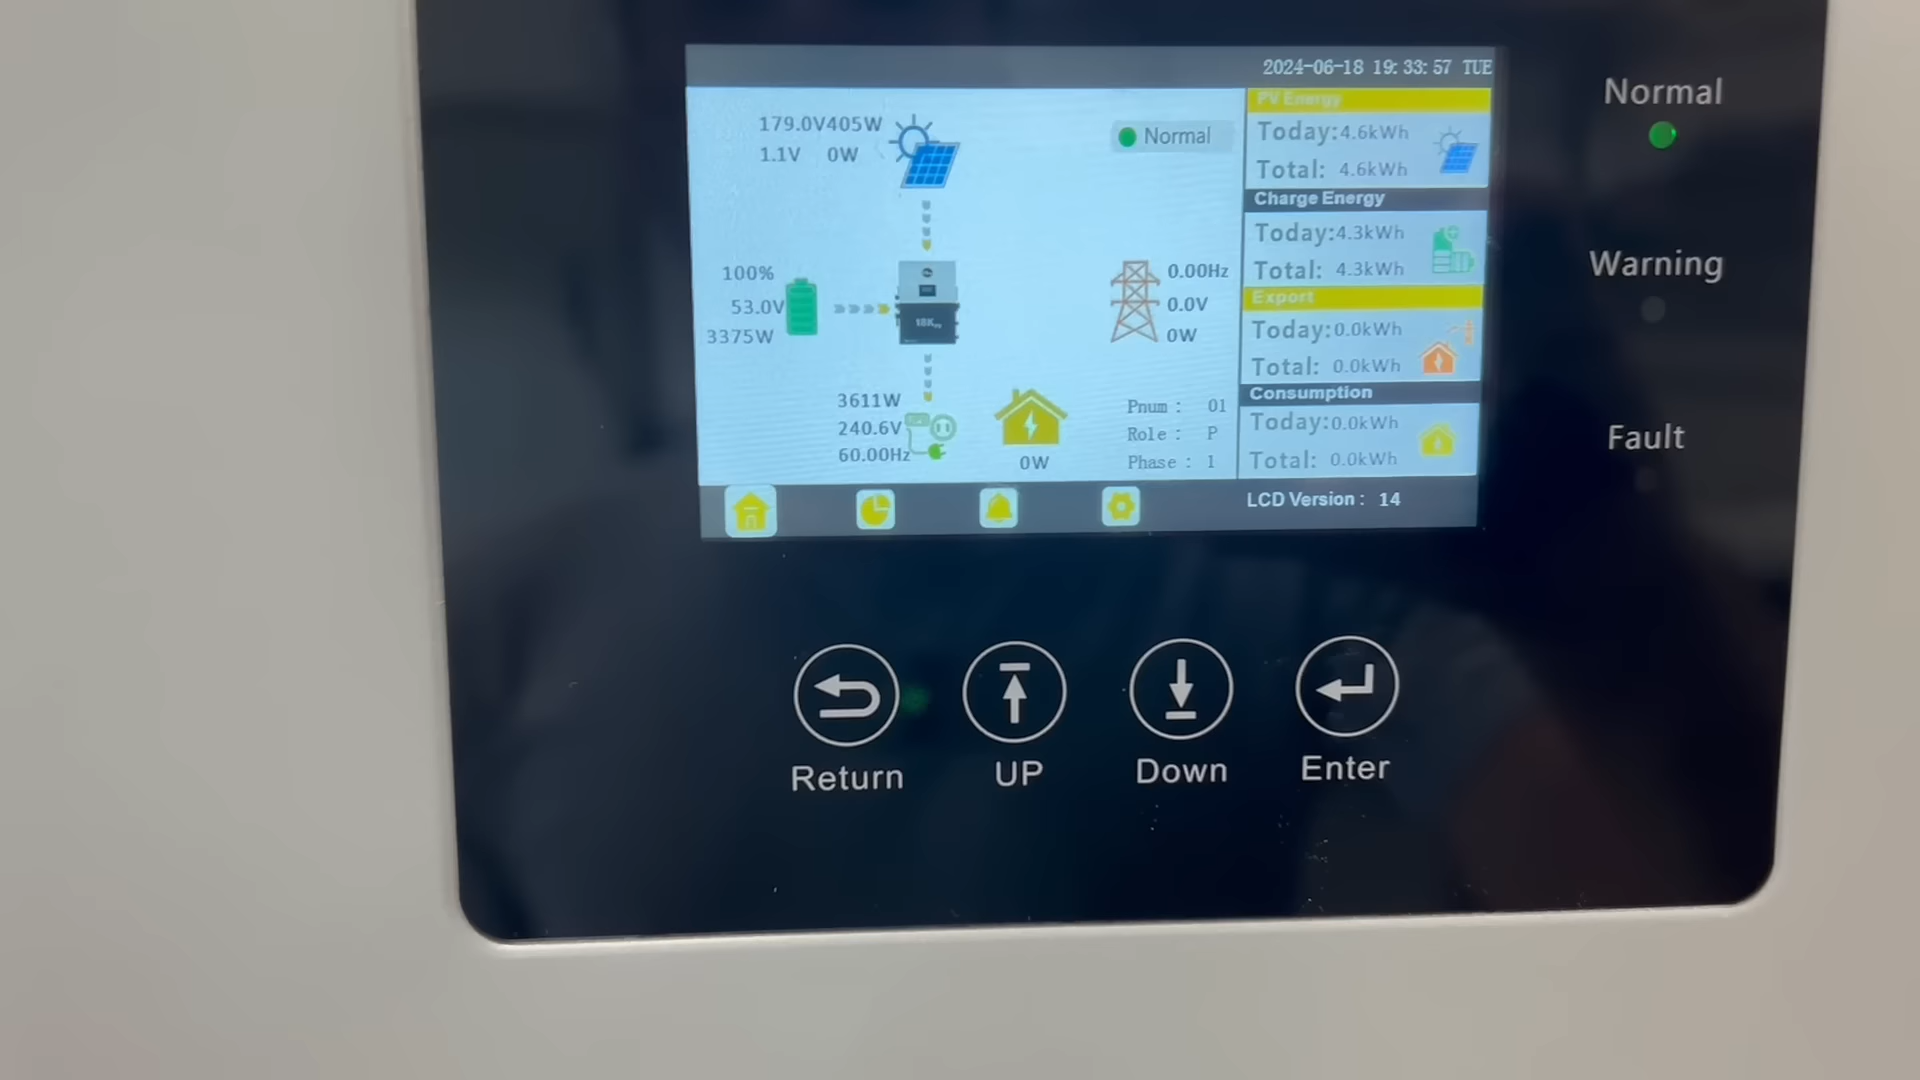 2024-06-18 19:33:57 TUE
179.0V 405W
1.1V 0W
Normal
100%
53.0V
3375W
18K
0.00Hz
0.0V
0W
3611W
240.6V
60.00Hz
0W
Pnum : 01
Role : P
Phase : 1
PV Energy
Today:4.6kWh
Total: 4.6kWh
Charge Energy
Today:4.3kWh
Total: 4.3kWh
Export
Today:0.0kWh
Total: 0.0kWh
Consumption
Today:0.0kWh
Total: 0.0kWh
LCD Version : 14
Normal
Warning
Fault
Return
UP
Down
Enter